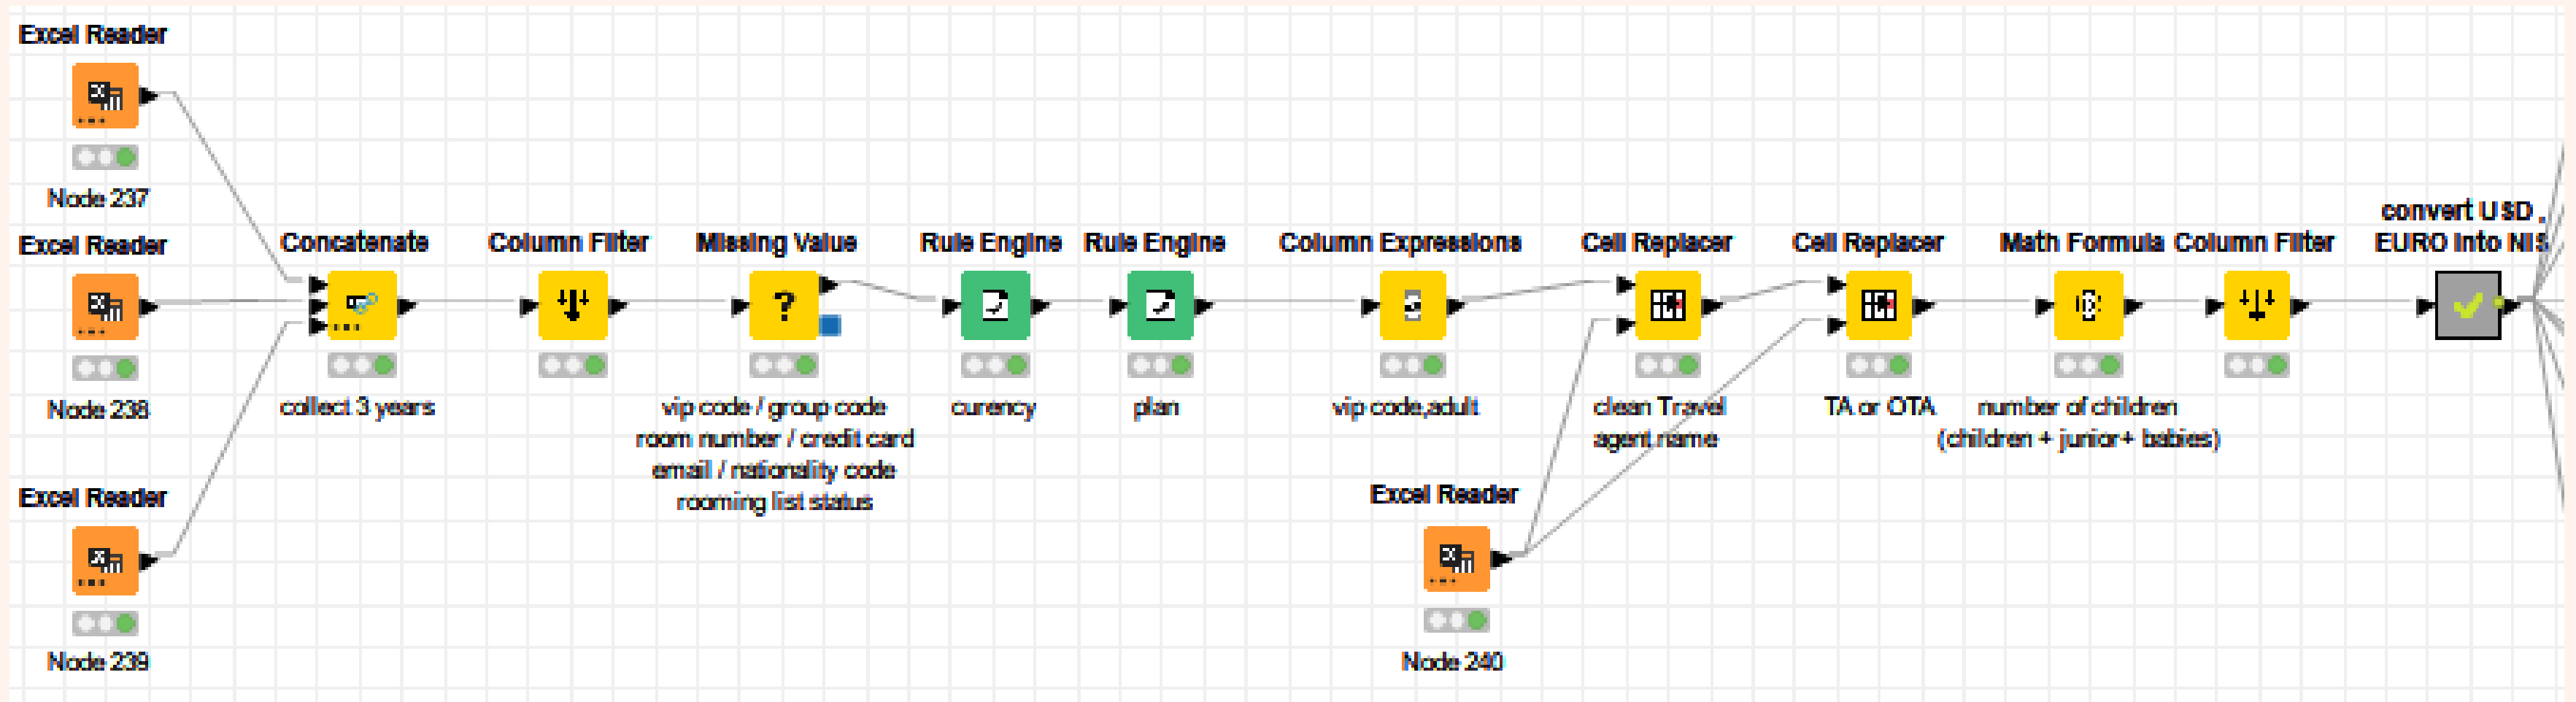 Excel Reader
Node 237
Excel Reader
Node 238
Excel Reader
Node 239
Concatenate
collect 3 years
Column Filter
Missing Value
vip code / group code
room number / credit card
email / nationality code
rooming list status
Rule Engine
curency
Rule Engine
plan
Column Expressions
vip code,adult
Excel Reader
Node 240
Cell Replacer
clean Travel
agent name
Cell Replacer
TA or OTA
Math Formula
number of children
(children + junior+ babies)
Column Filter
convert USD ,
EURO into NIS